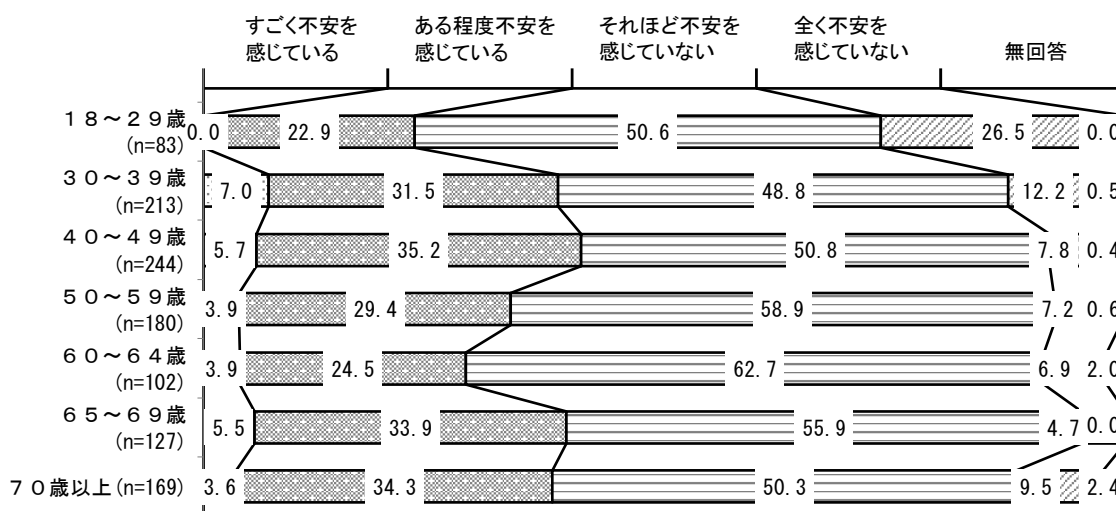 すごく不安を
感じている
ある程度不安を
感じている
それほど不安を
感じていない
全く不安を
感じていない
無回答
18~29歳
(n=83)
0.0 22.9 50.6 26.5 0.0
30~39歳
(n=213)
7.0 31.5 48.8 12.2 0.5
40~49歳
(n=244)
5.7 35.2 50.8 7.8 0.4
50~59歳
(n=180)
3.9 29.4 58.9 7.2 0.6
60~64歳
(n=102)
3.9 24.5 62.7 6.9 2.0
65~69歳
(n=127)
5.5 33.9 55.9 4.7 0.0
70歳以上(n=169) 3.6 34.3 50.3 9.5 2.4